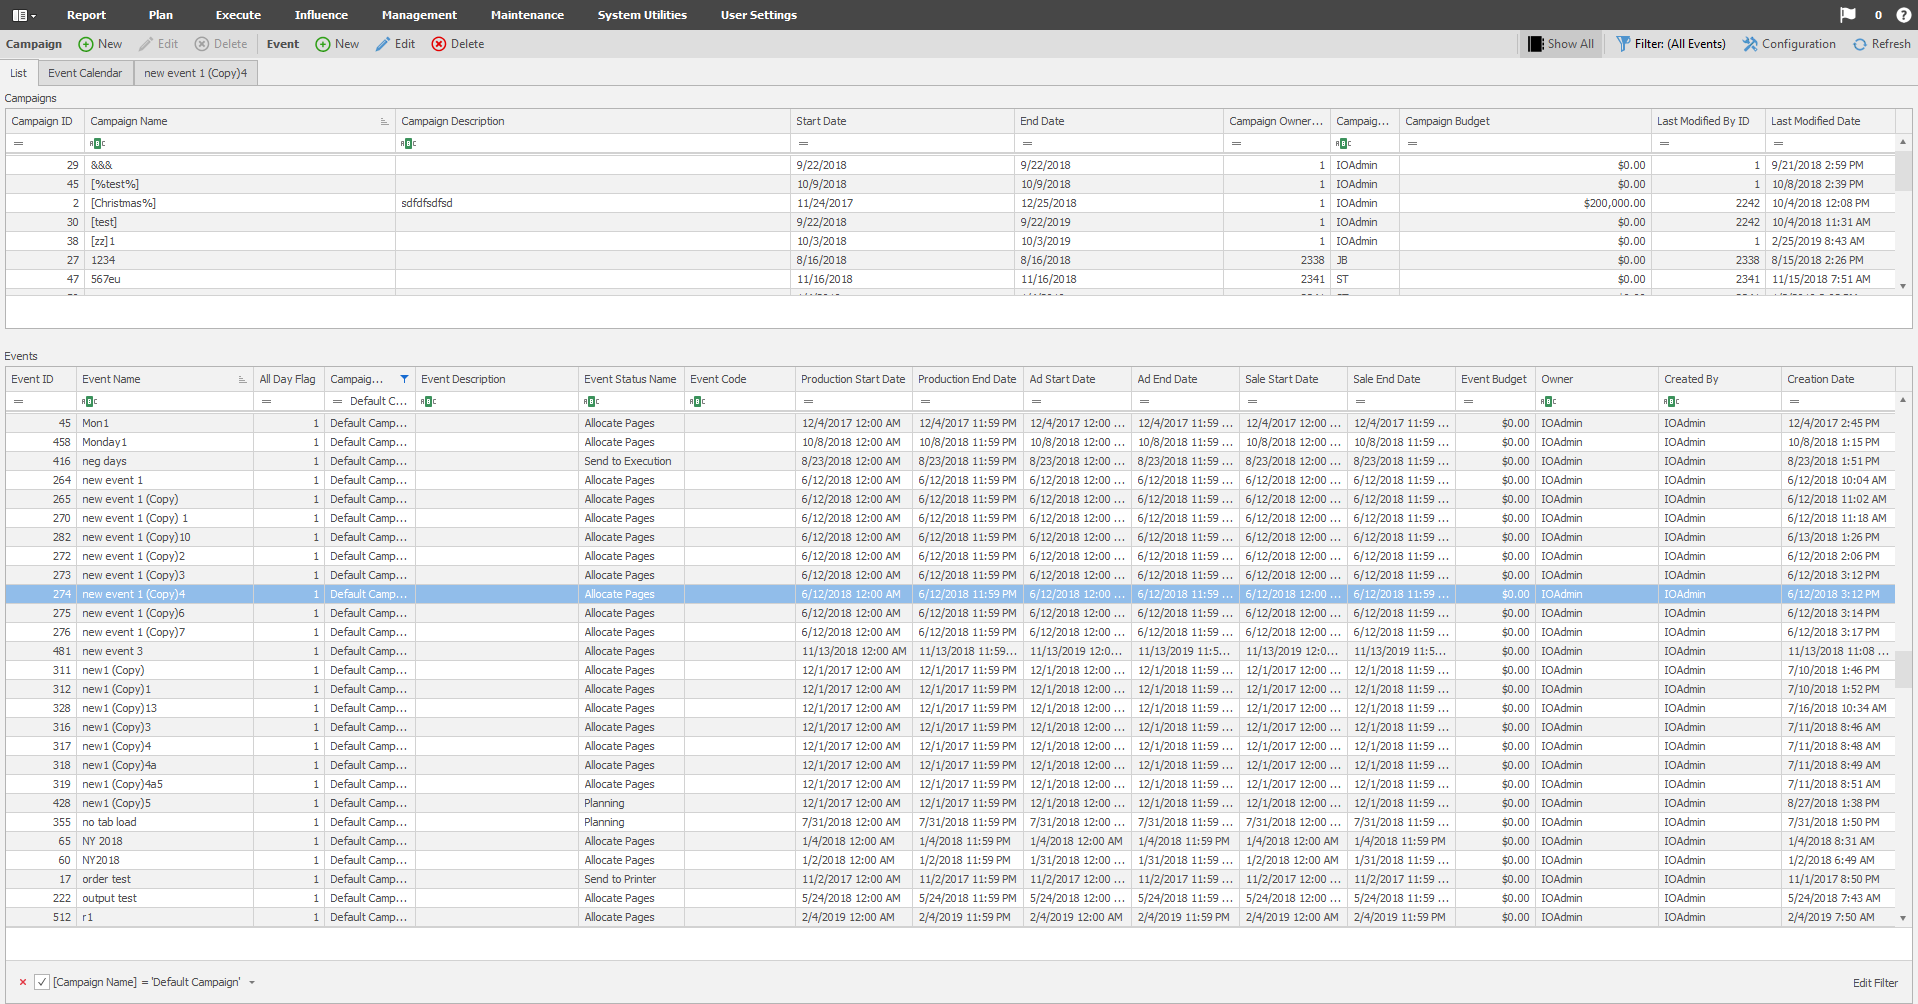 Report Plan Execute Influence Management Maintenance System Utilities User Settings 0 ?
Campaign New Edit Delete Event New Edit Delete Show All Filter: (All Events) Configuration Refresh
List Event Calendar new event 1 (Copy)4
Campaigns
Campaign ID Campaign Name Campaign Description Start Date End Date Campaign Owner... Campaig... Campaign Budget Last Modified By ID Last Modified Date
= ABC ABC = = = ABC = = =
29 &&& 9/22/2018 9/22/2018 1 IOAdmin $0.00 1 9/21/2018 2:59 PM
45 [%test%] 10/9/2018 10/9/2018 1 IOAdmin $0.00 1 10/8/2018 2:39 PM
2 [Christmas%] sdfdfsdfsd 11/24/2017 12/25/2018 1 IOAdmin $200,000.00 2242 10/4/2018 12:08 PM
30 [test] 9/22/2018 9/22/2019 1 IOAdmin $0.00 2242 10/4/2018 11:31 AM
38 [zz]1 10/3/2018 10/3/2019 1 IOAdmin $0.00 1 2/25/2019 8:43 AM
27 1234 8/16/2018 8/16/2018 2338 JB $0.00 2338 8/15/2018 2:26 PM
47 567eu 11/16/2018 11/16/2018 2341 ST $0.00 2341 11/15/2018 7:51 AM
Events
Event ID Event Name All Day Flag Campaig... Event Description Event Status Name Event Code Production Start Date Production End Date Ad Start Date Ad End Date Sale Start Date Sale End Date Event Budget Owner Created By Creation Date
= ABC = = Default C... ABC ABC ABC = = = = = = = ABC ABC =
45 Mon1 1 Default Camp... Allocate Pages 12/4/2017 12:00 AM 12/4/2017 11:59 PM 12/4/2017 12:00 ... 12/4/2017 11:59 ... 12/4/2017 12:00 ... 12/4/2017 11:59 ... $0.00 IOAdmin IOAdmin 12/4/2017 2:45 PM
458 Monday1 1 Default Camp... Allocate Pages 10/8/2018 12:00 AM 10/8/2018 11:59 PM 10/8/2018 12:00 ... 10/8/2018 11:59 ... 10/8/2018 12:00 ... 10/8/2018 11:59 ... $0.00 IOAdmin IOAdmin 10/8/2018 1:15 PM
416 neg days 1 Default Camp... Send to Execution 8/23/2018 12:00 AM 8/23/2018 11:59 PM 8/23/2018 12:00 ... 8/23/2018 11:59 ... 8/23/2018 12:00 ... 8/23/2018 11:59 ... $0.00 IOAdmin IOAdmin 8/23/2018 1:51 PM
264 new event 1 1 Default Camp... Allocate Pages 6/12/2018 12:00 AM 6/12/2018 11:59 PM 6/12/2018 12:00 ... 6/12/2018 11:59 ... 6/12/2018 12:00 ... 6/12/2018 11:59 ... $0.00 IOAdmin IOAdmin 6/12/2018 10:04 AM
265 new event 1 (Copy) 1 Default Camp... Allocate Pages 6/12/2018 12:00 AM 6/12/2018 11:59 PM 6/12/2018 12:00 ... 6/12/2018 11:59 ... 6/12/2018 12:00 ... 6/12/2018 11:59 ... $0.00 IOAdmin IOAdmin 6/12/2018 11:02 AM
270 new event 1 (Copy) 1 1 Default Camp... Allocate Pages 6/12/2018 12:00 AM 6/12/2018 11:59 PM 6/12/2018 12:00 ... 6/12/2018 11:59 ... 6/12/2018 12:00 ... 6/12/2018 11:59 ... $0.00 IOAdmin IOAdmin 6/12/2018 11:18 AM
282 new event 1 (Copy)10 1 Default Camp... Allocate Pages 6/12/2018 12:00 AM 6/12/2018 11:59 PM 6/12/2018 12:00 ... 6/12/2018 11:59 ... 6/12/2018 12:00 ... 6/12/2018 11:59 ... $0.00 IOAdmin IOAdmin 6/13/2018 1:26 PM
272 new event 1 (Copy)2 1 Default Camp... Allocate Pages 6/12/2018 12:00 AM 6/12/2018 11:59 PM 6/12/2018 12:00 ... 6/12/2018 11:59 ... 6/12/2018 12:00 ... 6/12/2018 11:59 ... $0.00 IOAdmin IOAdmin 6/12/2018 2:06 PM
273 new event 1 (Copy)3 1 Default Camp... Allocate Pages 6/12/2018 12:00 AM 6/12/2018 11:59 PM 6/12/2018 12:00 ... 6/12/2018 11:59 ... 6/12/2018 12:00 ... 6/12/2018 11:59 ... $0.00 IOAdmin IOAdmin 6/12/2018 3:12 PM
274 new event 1 (Copy)4 1 Default Camp... Allocate Pages 6/12/2018 12:00 AM 6/12/2018 11:59 PM 6/12/2018 12:00 ... 6/12/2018 11:59 ... 6/12/2018 12:00 ... 6/12/2018 11:59 ... $0.00 IOAdmin IOAdmin 6/12/2018 3:12 PM
275 new event 1 (Copy)6 1 Default Camp... Allocate Pages 6/12/2018 12:00 AM 6/12/2018 11:59 PM 6/12/2018 12:00 ... 6/12/2018 11:59 ... 6/12/2018 12:00 ... 6/12/2018 11:59 ... $0.00 IOAdmin IOAdmin 6/12/2018 3:14 PM
276 new event 1 (Copy)7 1 Default Camp... Allocate Pages 6/12/2018 12:00 AM 6/12/2018 11:59 PM 6/12/2018 12:00 ... 6/12/2018 11:59 ... 6/12/2018 12:00 ... 6/12/2018 11:59 ... $0.00 IOAdmin IOAdmin 6/12/2018 3:17 PM
481 new event 3 1 Default Camp... Allocate Pages 11/13/2018 12:00 AM 11/13/2018 11:59... 11/13/2019 12:0... 11/13/2019 11:5... 11/13/2019 12:0... 11/13/2019 11:5... $0.00 IOAdmin IOAdmin 11/13/2018 11:08 ...
311 new1 (Copy) 1 Default Camp... Allocate Pages 12/1/2017 12:00 AM 12/1/2017 11:59 PM 12/1/2018 12:00 ... 12/1/2018 11:59 ... 12/1/2018 12:00 ... 12/1/2018 11:59 ... $0.00 IOAdmin IOAdmin 7/10/2018 1:46 PM
312 new1 (Copy)1 1 Default Camp... Allocate Pages 12/1/2017 12:00 AM 12/1/2017 11:59 PM 12/1/2018 12:00 ... 12/1/2018 11:59 ... 12/1/2018 12:00 ... 12/1/2018 11:59 ... $0.00 IOAdmin IOAdmin 7/10/2018 1:52 PM
328 new1 (Copy)13 1 Default Camp... Allocate Pages 12/1/2017 12:00 AM 12/1/2017 11:59 PM 12/1/2018 12:00 ... 12/1/2018 11:59 ... 12/1/2018 12:00 ... 12/1/2018 11:59 ... $0.00 IOAdmin IOAdmin 7/16/2018 10:34 AM
316 new1 (Copy)3 1 Default Camp... Allocate Pages 12/1/2017 12:00 AM 12/1/2017 11:59 PM 12/1/2018 12:00 ... 12/1/2018 11:59 ... 12/1/2018 12:00 ... 12/1/2018 11:59 ... $0.00 IOAdmin IOAdmin 7/11/2018 8:46 AM
317 new1 (Copy)4 1 Default Camp... Allocate Pages 12/1/2017 12:00 AM 12/1/2017 11:59 PM 12/1/2018 12:00 ... 12/1/2018 11:59 ... 12/1/2018 12:00 ... 12/1/2018 11:59 ... $0.00 IOAdmin IOAdmin 7/11/2018 8:48 AM
318 new1 (Copy)4a 1 Default Camp... Allocate Pages 12/1/2017 12:00 AM 12/1/2017 11:59 PM 12/1/2018 12:00 ... 12/1/2018 11:59 ... 12/1/2018 12:00 ... 12/1/2018 11:59 ... $0.00 IOAdmin IOAdmin 7/11/2018 8:49 AM
319 new1 (Copy)4a5 1 Default Camp... Allocate Pages 12/1/2017 12:00 AM 12/1/2017 11:59 PM 12/1/2018 12:00 ... 12/1/2018 11:59 ... 12/1/2018 12:00 ... 12/1/2018 11:59 ... $0.00 IOAdmin IOAdmin 7/11/2018 8:51 AM
428 new1 (Copy)5 1 Default Camp... Planning 12/1/2017 12:00 AM 12/1/2017 11:59 PM 12/1/2018 12:00 ... 12/1/2018 11:59 ... 12/1/2018 12:00 ... 12/1/2018 11:59 ... $0.00 IOAdmin IOAdmin 8/27/2018 1:38 PM
355 no tab load 1 Default Camp... Planning 7/31/2018 12:00 AM 7/31/2018 11:59 PM 7/31/2018 12:00 ... 7/31/2018 11:59 ... 7/31/2018 12:00 ... 7/31/2018 11:59 ... $0.00 IOAdmin IOAdmin 7/31/2018 1:50 PM
65 NY 2018 1 Default Camp... Allocate Pages 1/4/2018 12:00 AM 1/4/2018 11:59 PM 1/4/2018 12:00 AM 1/4/2018 11:59 PM 1/4/2018 12:00 AM 1/4/2018 11:59 PM $0.00 IOAdmin IOAdmin 1/4/2018 8:31 AM
60 NY2018 1 Default Camp... Allocate Pages 1/2/2018 12:00 AM 1/2/2018 11:59 PM 1/31/2018 12:00 ... 1/31/2018 11:59 ... 1/2/2018 12:00 AM 1/31/2018 11:59 ... $0.00 IOAdmin IOAdmin 1/2/2018 6:49 AM
17 order test 1 Default Camp... Send to Printer 11/2/2017 12:00 AM 11/2/2017 11:59 PM 11/2/2017 12:00 ... 11/2/2017 11:59 ... 11/2/2017 12:00 ... 11/2/2017 11:59 ... $0.00 IOAdmin IOAdmin 11/1/2017 8:50 PM
222 output test 1 Default Camp... Allocate Pages 5/24/2018 12:00 AM 5/24/2018 11:59 PM 5/24/2018 12:00 ... 5/24/2018 11:59 ... 5/24/2018 12:00 ... 5/24/2018 11:59 ... $0.00 IOAdmin IOAdmin 5/24/2018 7:43 AM
512 r1 1 Default Camp... Allocate Pages 2/4/2019 12:00 AM 2/4/2019 11:59 PM 2/4/2019 12:00 AM 2/4/2019 11:59 PM 2/4/2019 12:00 AM 2/4/2019 11:59 PM $0.00 IOAdmin IOAdmin 2/4/2019 7:50 AM
[Campaign Name] = 'Default Campaign' Edit Filter